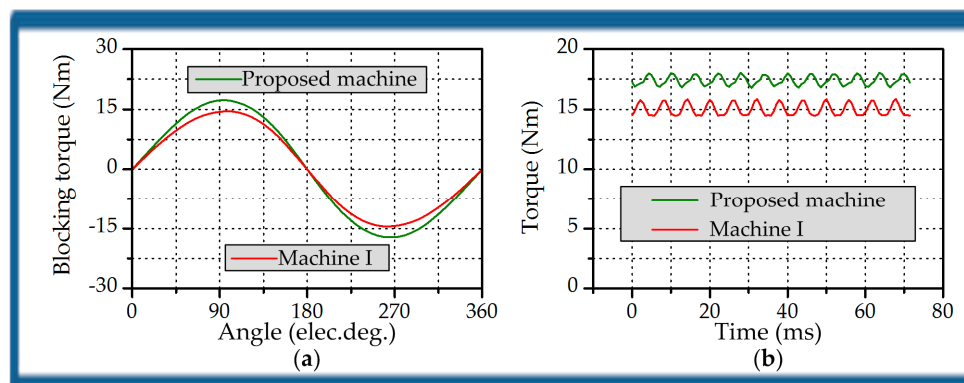 30
15
0
-15
-30
Blocking torque (Nm)
Proposed machine
Machine I
0 90 180 270 360
Angle (elec.deg.)
(a)
20
15
10
5
0
Torque (Nm)
Proposed machine
Machine I
0 20 40 60 80
Time (ms)
(b)